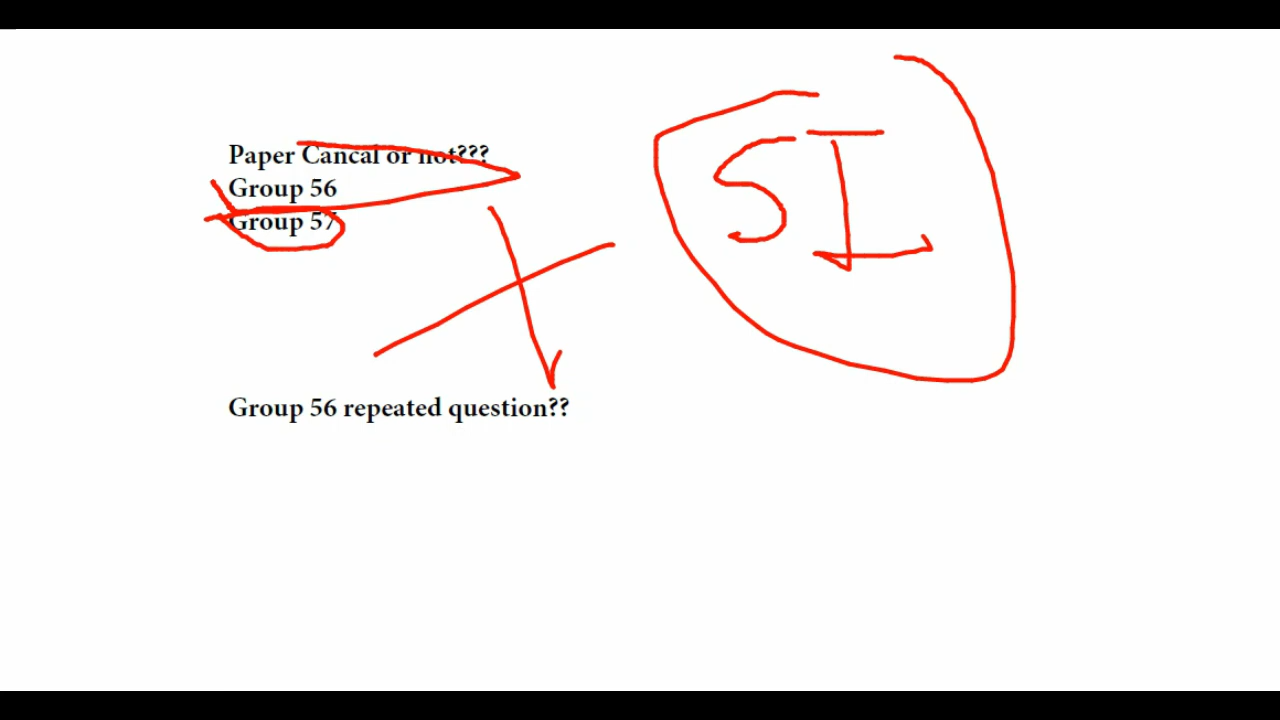 Paper Cancal or not???
Group 56
Group 57
SI
Group 56 repeated question??